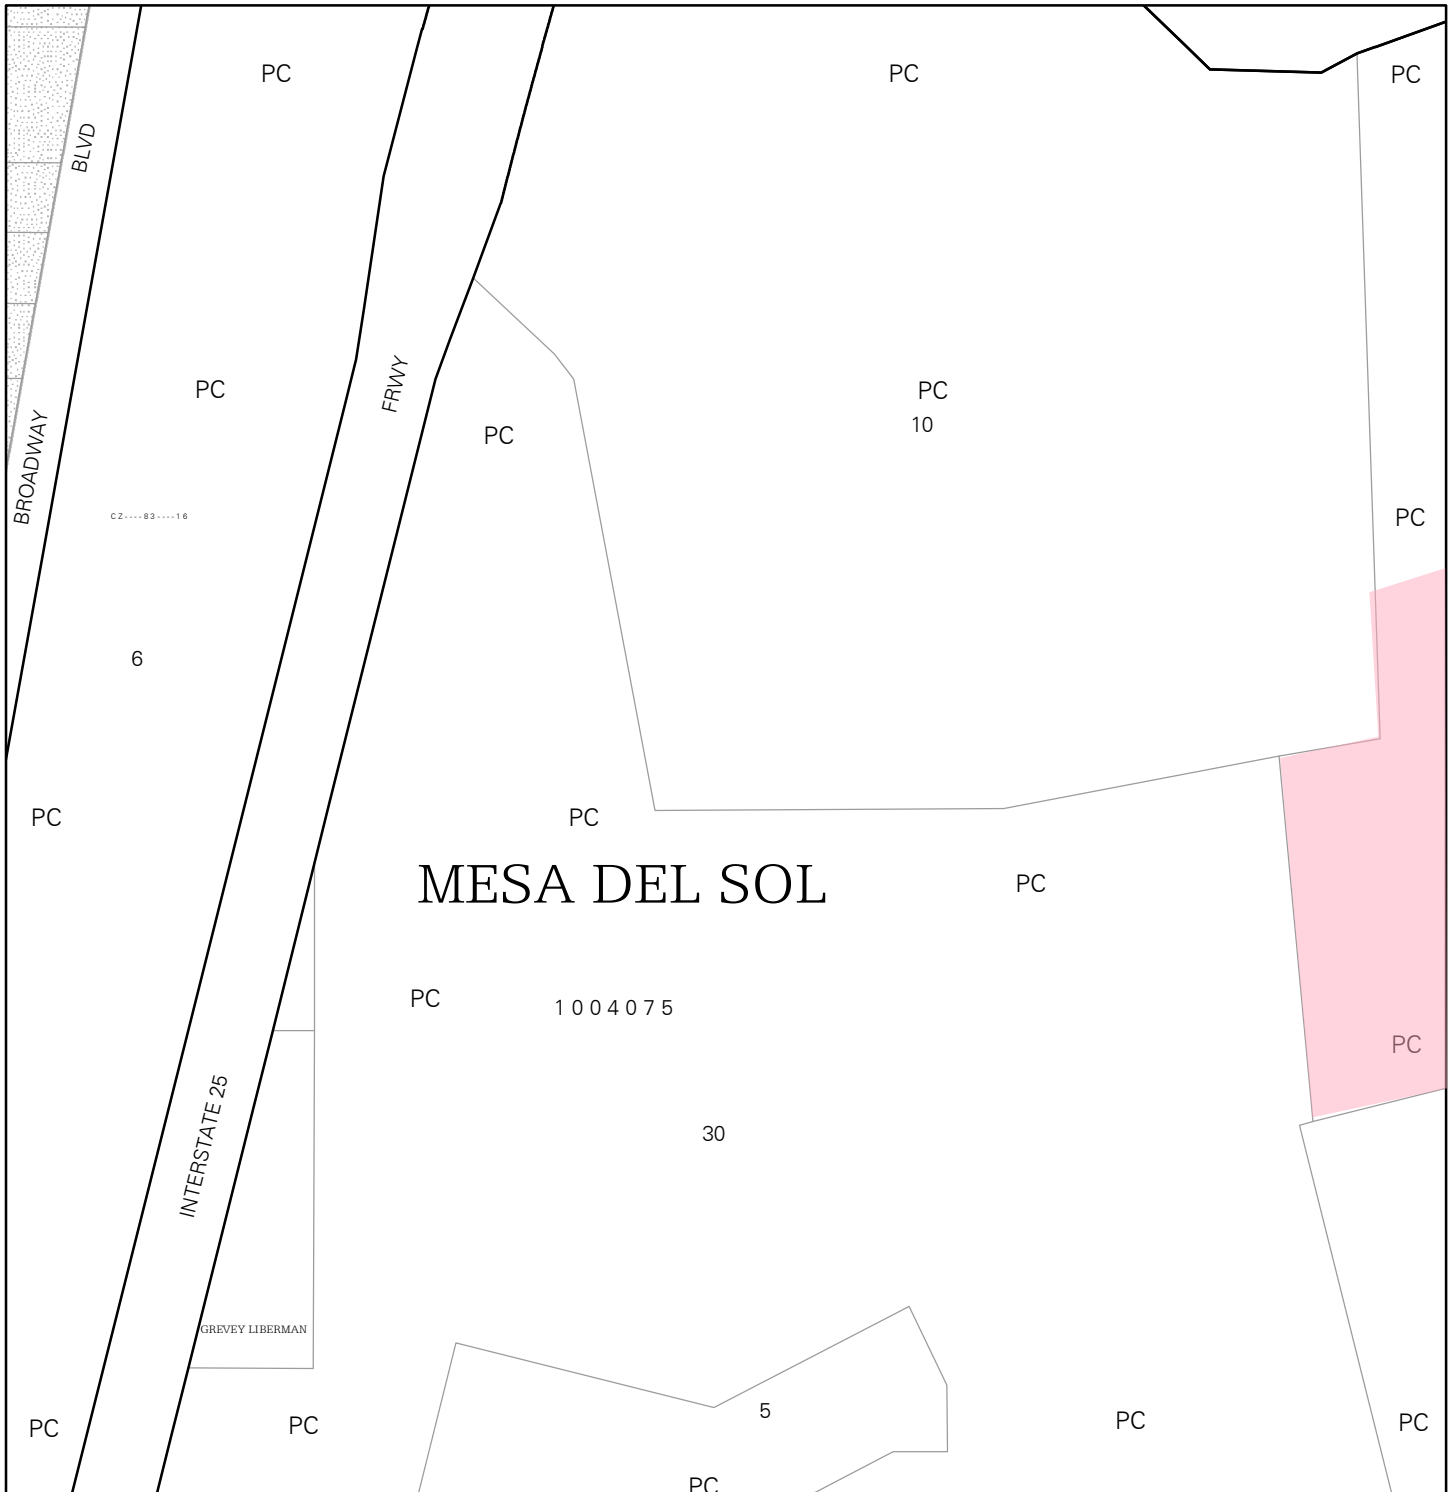 PC
PC
PC
BLVD
FRWY
PC
PC
10
BROADWAY
PC
CZ----83----16
PC
6
PC
PC
MESA DEL SOL
PC
PC
1004075
PC
INTERSTATE 25
30
GREVEY LIBERMAN
5
PC
PC
PC
PC
PC